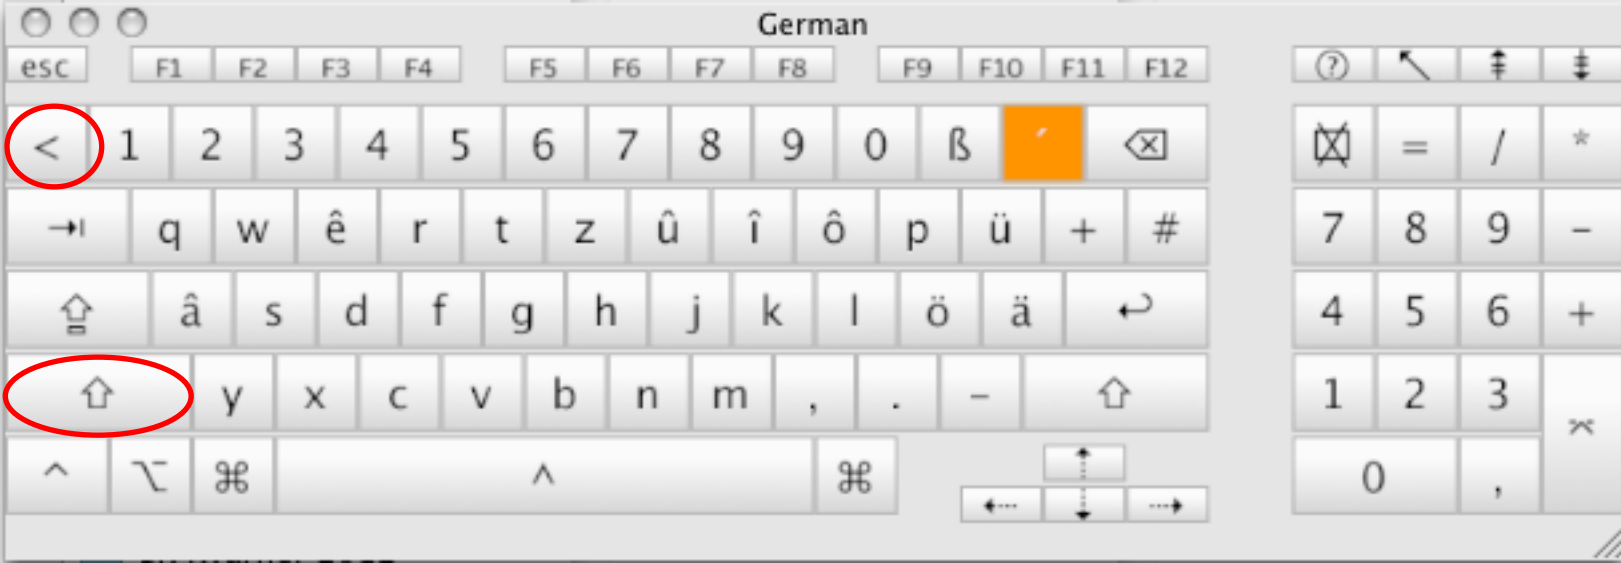 German
esc F1 F2 F3 F4 F5 F6 F7 F8 F9 F10 F11 F12 ? ↖ ⇞ ⇟
< 1 2 3 4 5 6 7 8 9 0 ß ´ ⌫ = / *
⇥ q w ê r t z û î ô p ü + # 7 8 9 -
⇪ â s d f g h j k l ö ä ↩ 4 5 6 +
⇧ y x c v b n m , . - ⇧ 1 2 3 ⌤
^ ⌥ ⌘ ^ ⌘ 0 ,